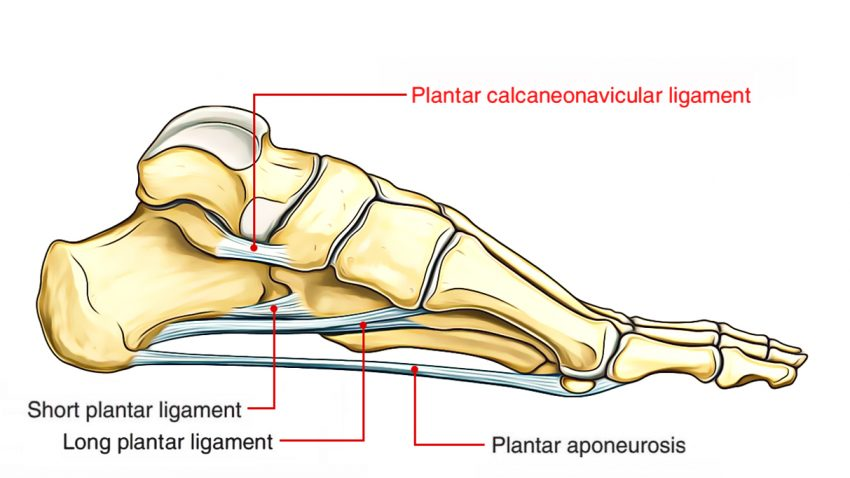 Plantar calcaneonavicular ligament
Short plantar ligament
Long plantar ligament
Plantar aponeurosis